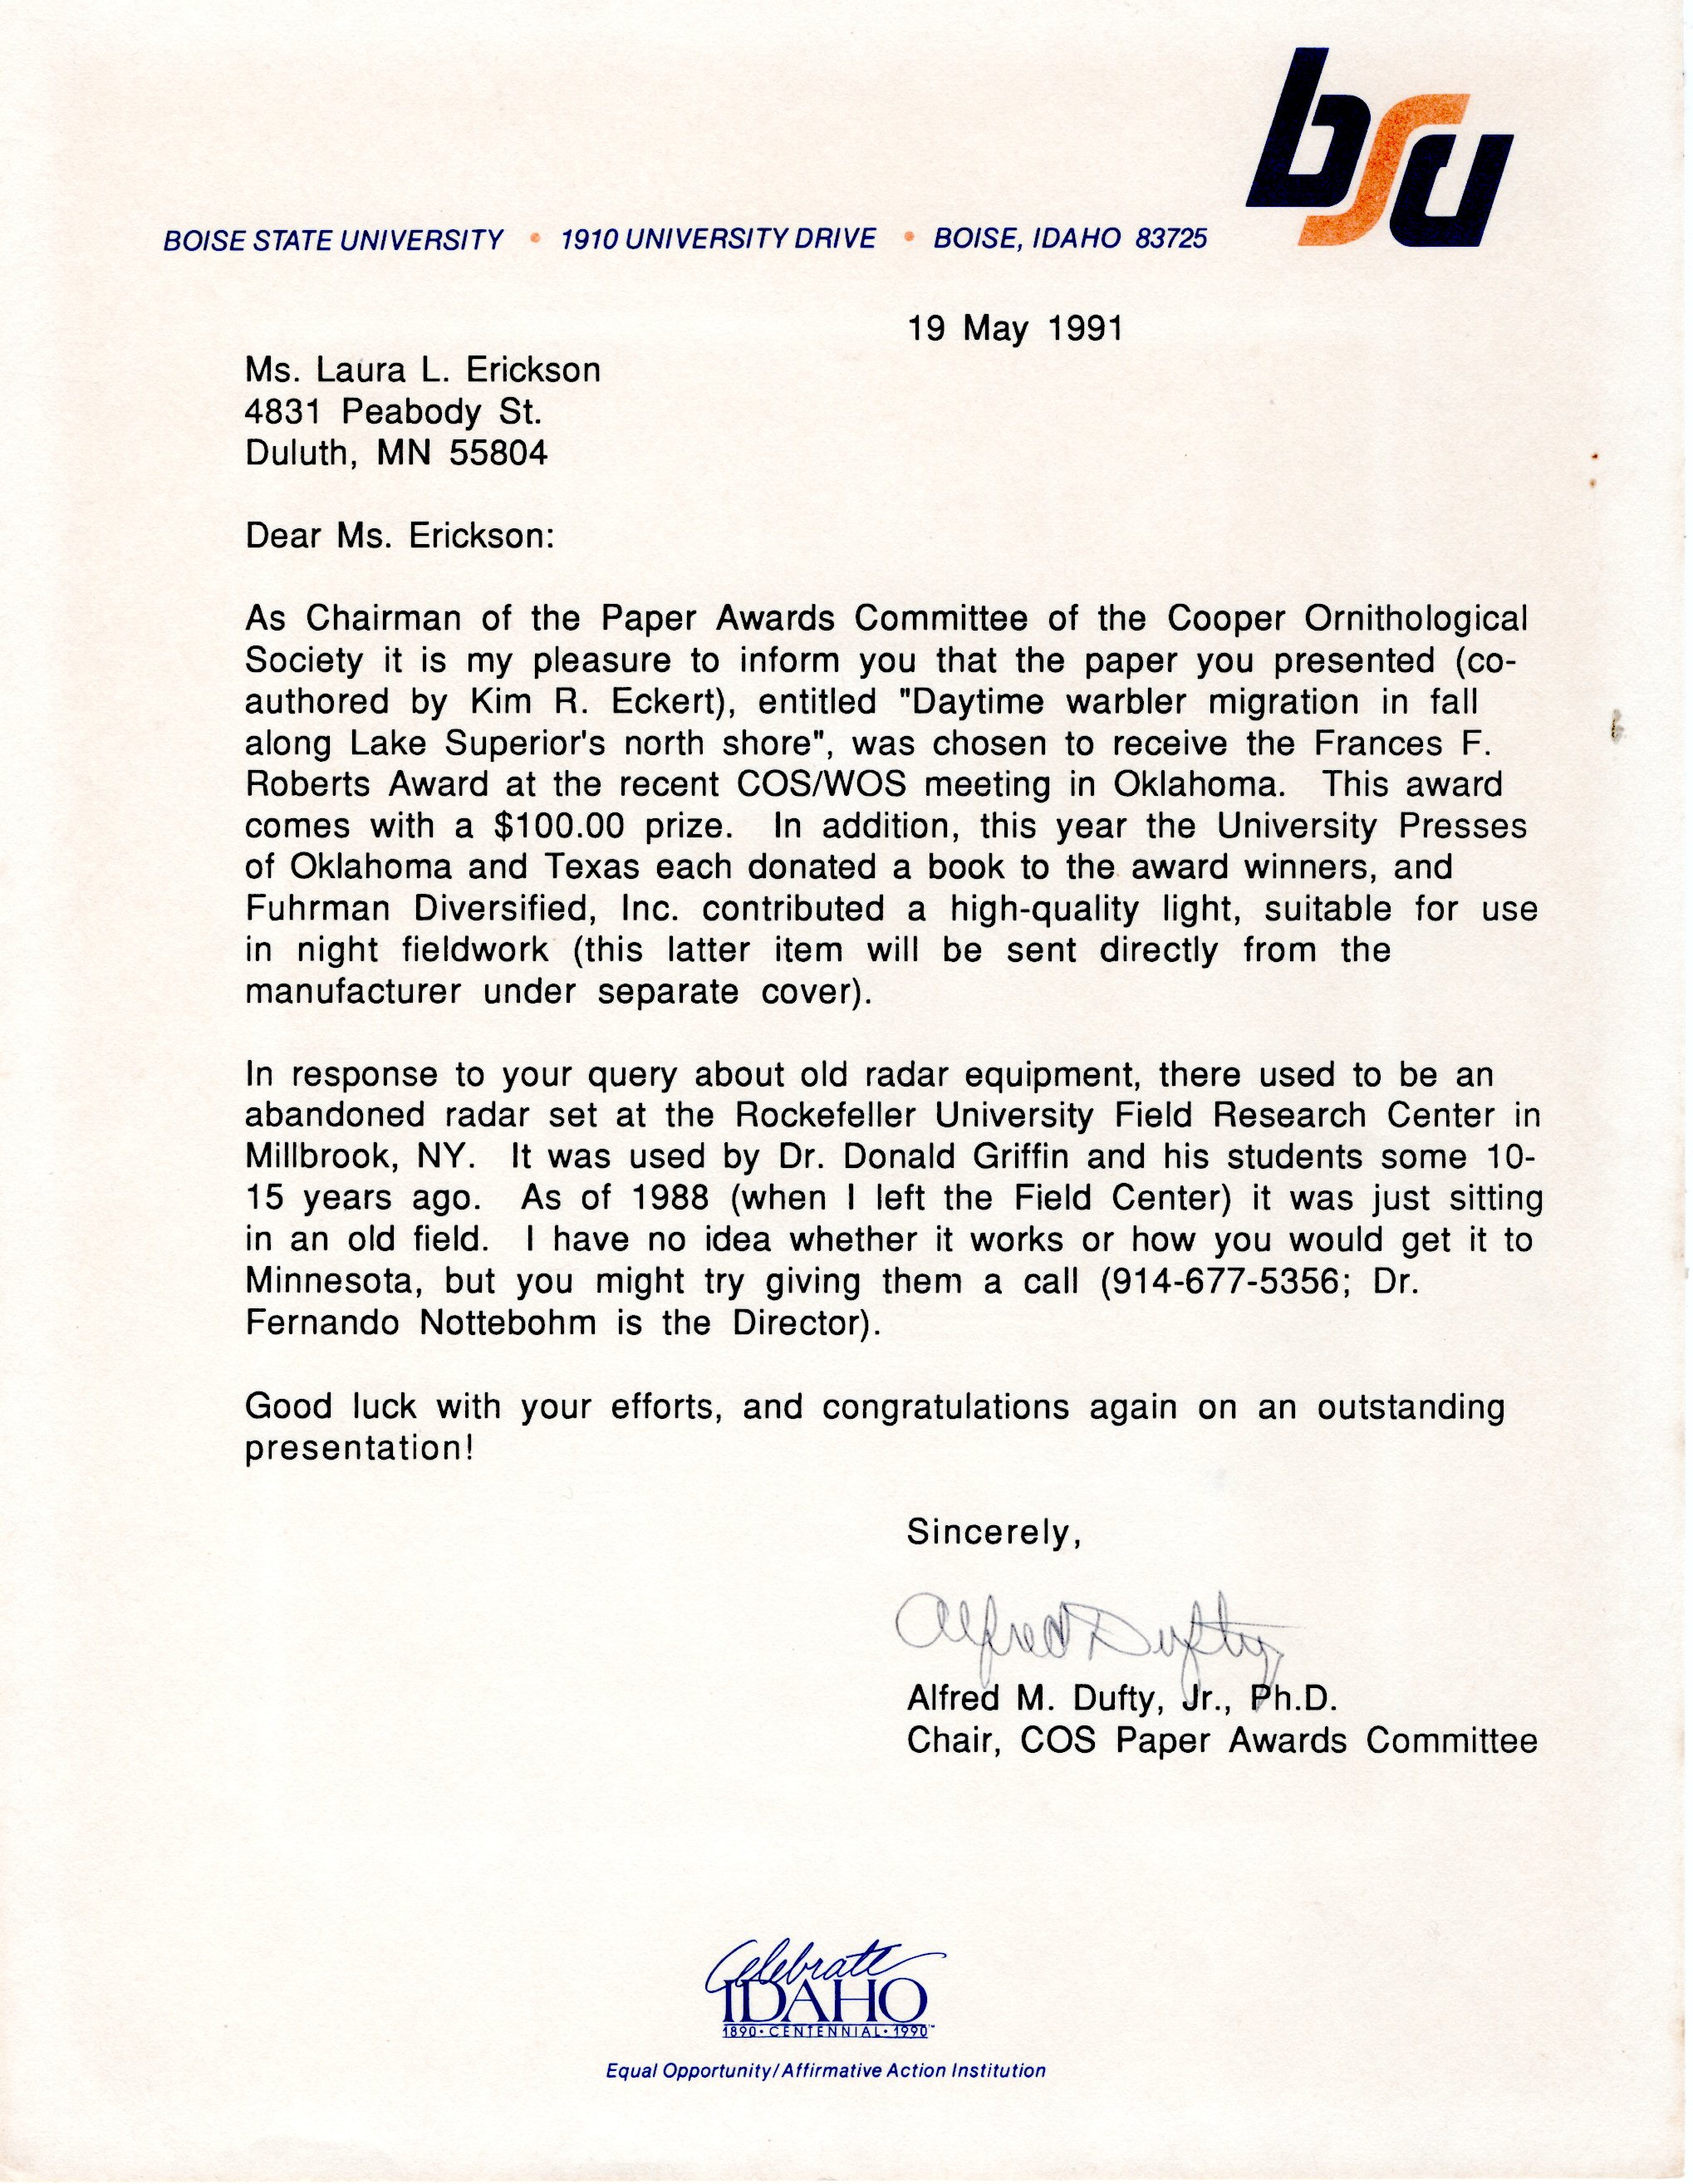 bsu
BOISE STATE UNIVERSITY • 1910 UNIVERSITY DRIVE • BOISE, IDAHO 83725
19 May 1991
Ms. Laura L. Erickson
4831 Peabody St.
Duluth, MN 55804
Dear Ms. Erickson:
As Chairman of the Paper Awards Committee of the Cooper Ornithological
Society it is my pleasure to inform you that the paper you presented (co-
authored by Kim R. Eckert), entitled "Daytime warbler migration in fall
along Lake Superior's north shore", was chosen to receive the Frances F.
Roberts Award at the recent COS/WOS meeting in Oklahoma. This award
comes with a $100.00 prize. In addition, this year the University Presses
of Oklahoma and Texas each donated a book to the award winners, and
Fuhrman Diversified, Inc. contributed a high-quality light, suitable for use
in night fieldwork (this latter item will be sent directly from the
manufacturer under separate cover).
In response to your query about old radar equipment, there used to be an
abandoned radar set at the Rockefeller University Field Research Center in
Millbrook, NY. It was used by Dr. Donald Griffin and his students some 10-
15 years ago. As of 1988 (when I left the Field Center) it was just sitting
in an old field. I have no idea whether it works or how you would get it to
Minnesota, but you might try giving them a call (914-677-5356; Dr.
Fernando Nottebohm is the Director).
Good luck with your efforts, and congratulations again on an outstanding
presentation!
Sincerely,
Alfred Dufty
Alfred M. Dufty, Jr., Ph.D.
Chair, COS Paper Awards Committee
Celebrate
IDAHO
1890 • CENTENNIAL • 1990™
Equal Opportunity/Affirmative Action Institution